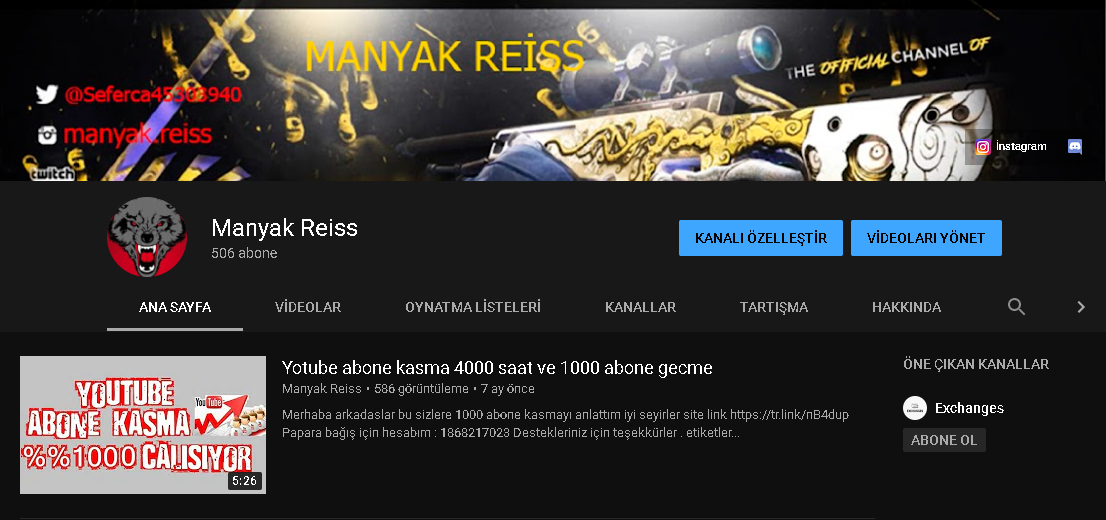 MANYAK REİSS
THE OFFICIAL CHANNEL OF
@Seferca45303940
manyak.reiss
twitch
instagram
Manyak Reiss
506 abone
KANALI ÖZELLEŞTİR
VİDEOLARI YÖNET
ANA SAYFA
VİDEOLAR
OYNATMA LİSTELERİ
KANALLAR
TARTIŞMA
HAKKINDA
YOUTUBE
ABONE KASMA
%%1000 CALISIYOR
YouTube
5:26
Yotube abone kasma 4000 saat ve 1000 abone gecme
Manyak Reiss • 586 görüntüleme • 7 ay önce
Merhaba arkadaslar bu sizlere 1000 abone kasmayı anlattım iyi seyirler site link https://tr.link/nB4dup
Papara bağış için hesabım : 1868217023 Destekleriniz için teşekkürler . etiketler...
ÖNE ÇIKAN KANALLAR
Exchanges
ABONE OL